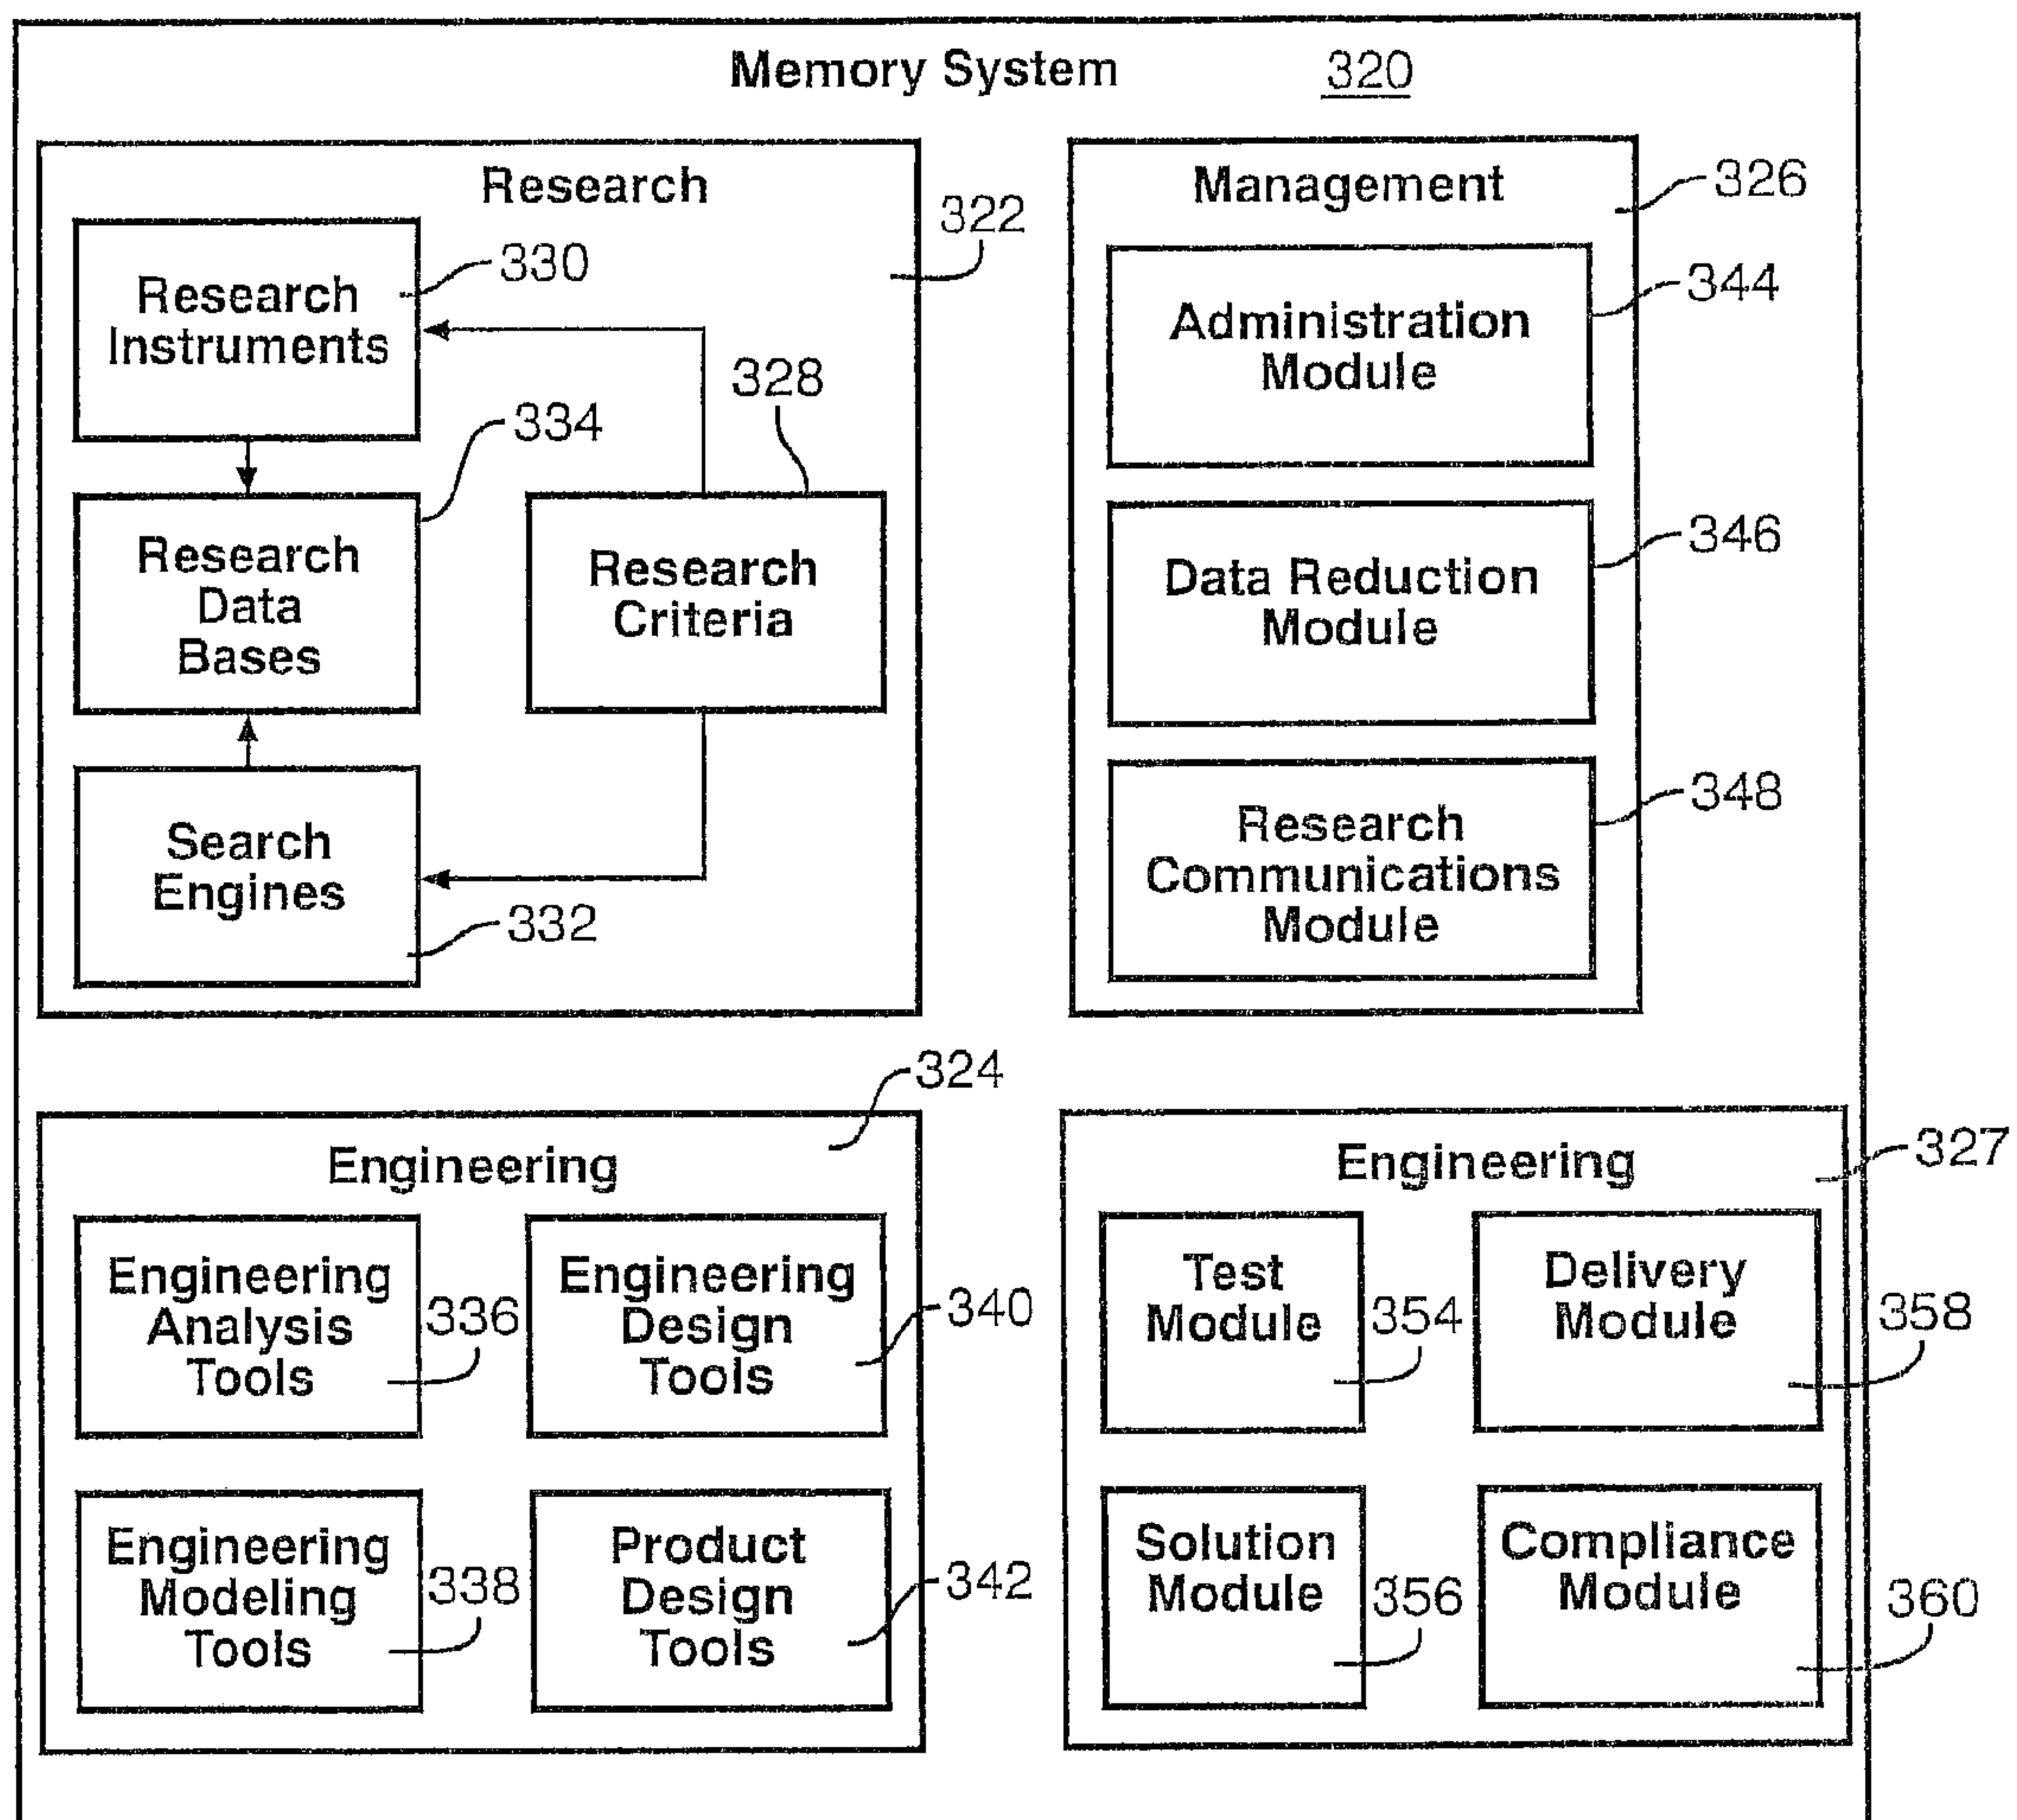 Memory System 320
Research
322
Research
Instruments
330
334
328
Research
Data
Bases
Research
Criteria
Search
Engines
332
Management
326
Administration
Module
344
Data Reduction
Module
346
Research
Communications
Module
348
324
Engineering
Engineering
Analysis
Tools
336
Engineering
Design
Tools
340
Engineering
Modeling
Tools
338
Product
Design
Tools
342
Engineering
327
Test
Module
354
Delivery
Module
358
Solution
Module
356
Compliance
Module
360